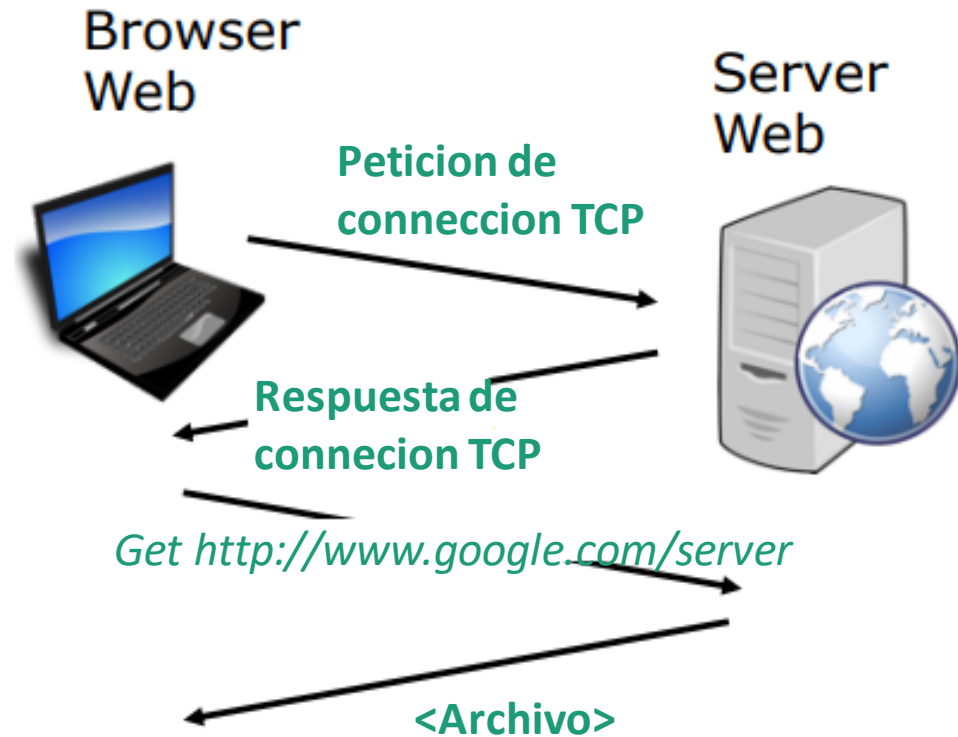 Browser
Web
Server
Web
Peticion de
conneccion TCP
Respuesta de
connecion TCP
Get http://www.google.com/server
<Archivo>